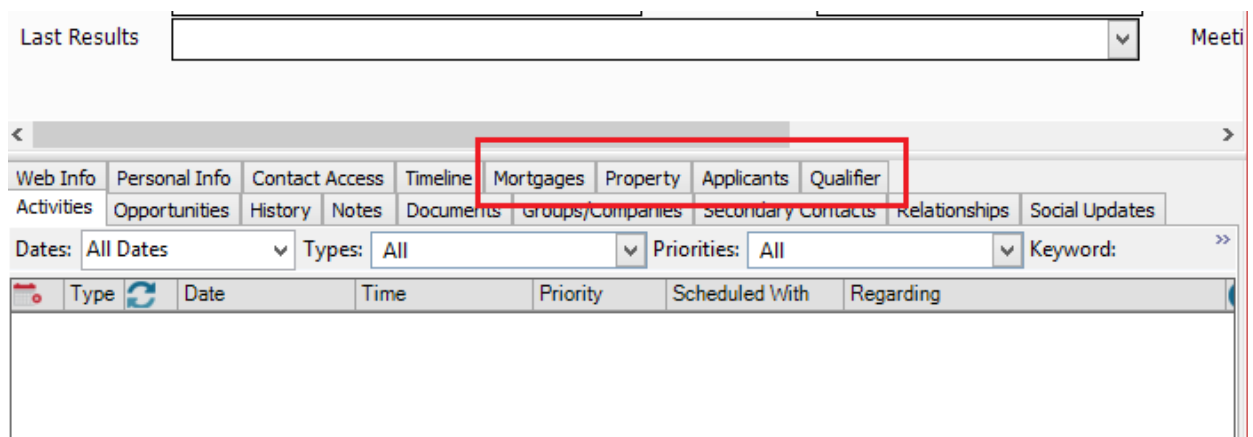 Last Results Meeti
Web Info Personal Info Contact Access Timeline Mortgages Property Applicants Qualifier
Activities Opportunities History Notes Documents Groups/Companies Secondary Contacts Relationships Social Updates
Dates: All Dates Types: All Priorities: All Keyword: »
Type Date Time Priority Scheduled With Regarding